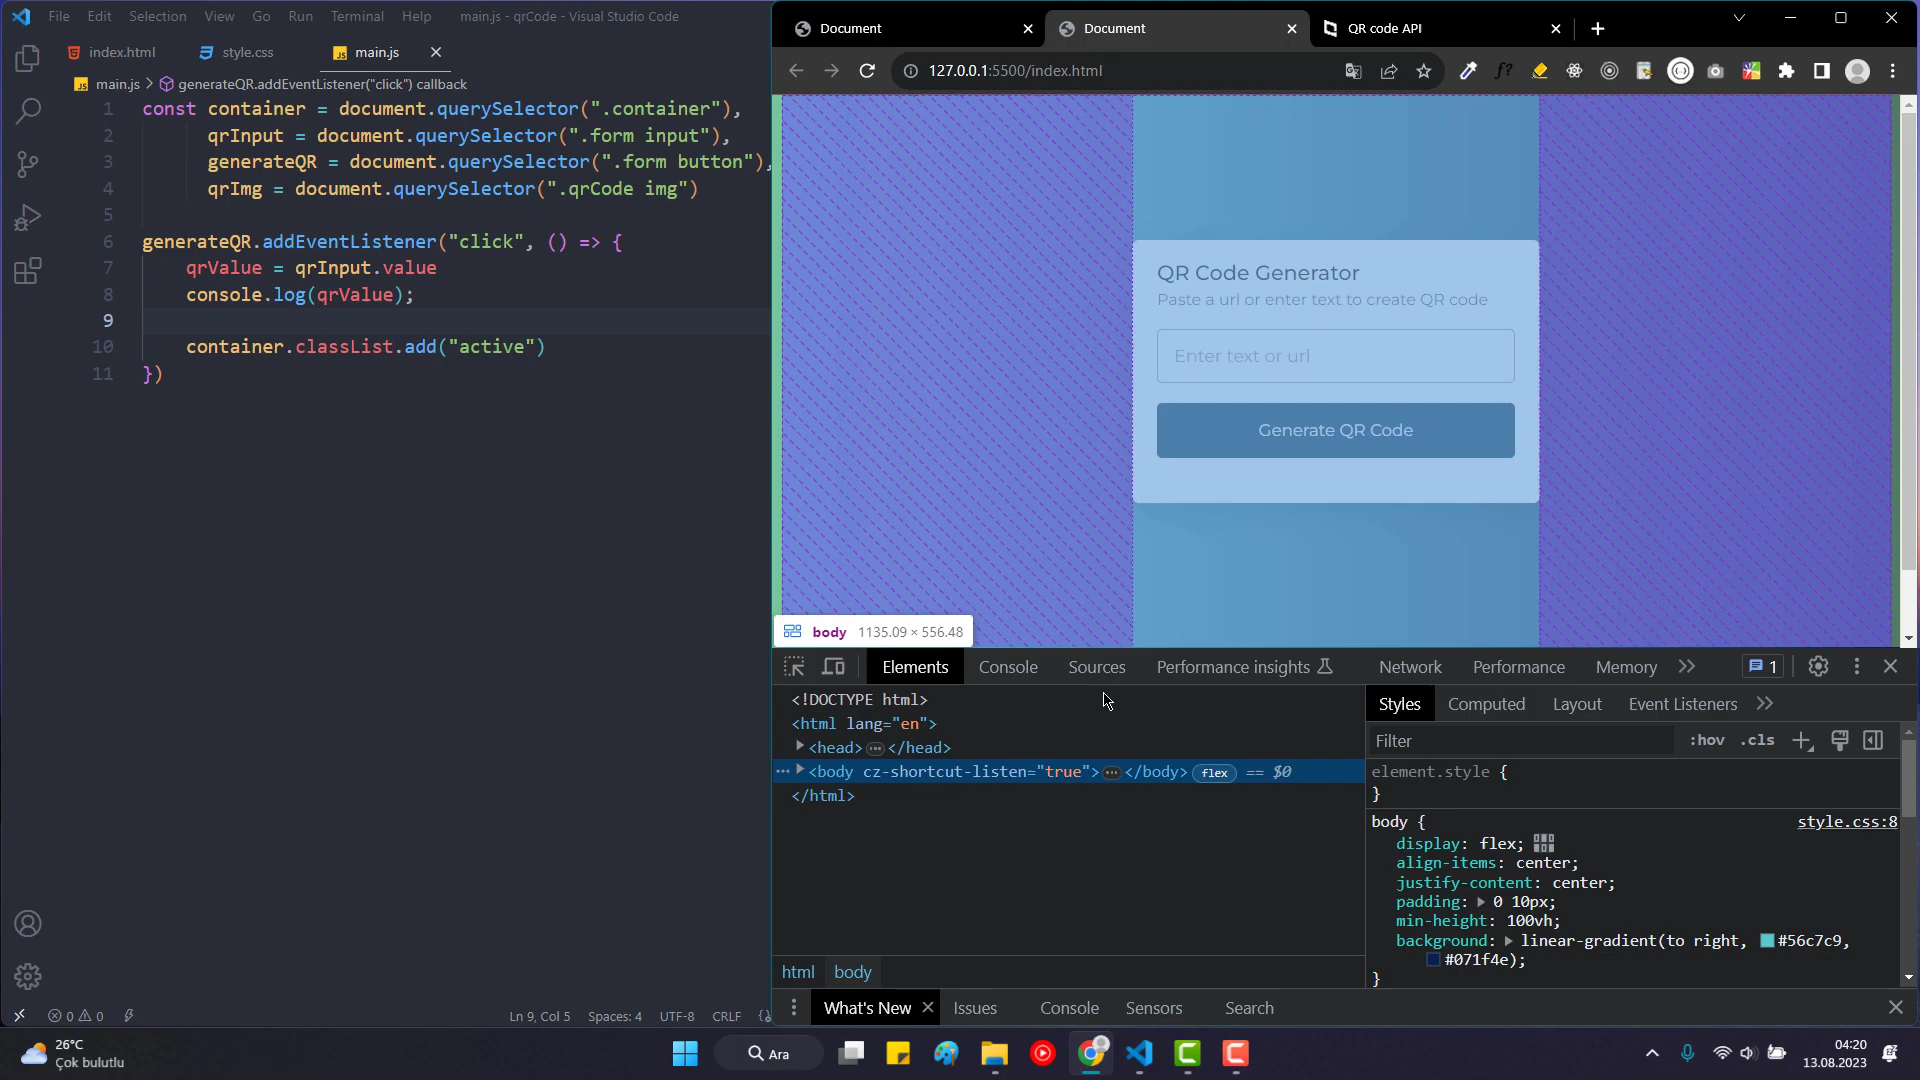 File Edit Selection View Go Run Terminal Help main.js - qrCode - Visual Studio Code
index.html style.css main.js
main.js > generateQR.addEventListener("click") callback
1 const container = document.querySelector(".container"),
2 qrInput = document.querySelector(".form input"),
3 generateQR = document.querySelector(".form button"),
4 qrImg = document.querySelector(".qrCode img")
5
6 generateQR.addEventListener("click", () => {
7 qrValue = qrInput.value
8 console.log(qrValue);
9
10 container.classList.add("active")
11 })
0 0
Ln 9, Col 5 Spaces: 4 UTF-8 CRLF
Document Document QR code API
127.0.0.1:5500/index.html
QR Code Generator
Paste a url or enter text to create QR code
Enter text or url
Generate QR Code
body 1135.09 × 556.48
Elements Console Sources Performance insights Network Performance Memory 1
<!DOCTYPE html>
<html lang="en">
<head> … </head>
… <body cz-shortcut-listen="true"> … </body> flex == $0
</html>
html body
Styles Computed Layout Event Listeners
Filter :hov .cls
element.style {
}
body { style.css:8
display: flex;
align-items: center;
justify-content: center;
padding: 0 10px;
min-height: 100vh;
background: linear-gradient(to right, #56c7c9,
#071f4e);
}
What's New Issues Console Sensors Search
26°C
Çok bulutlu
Ara
04:20
13.08.2023